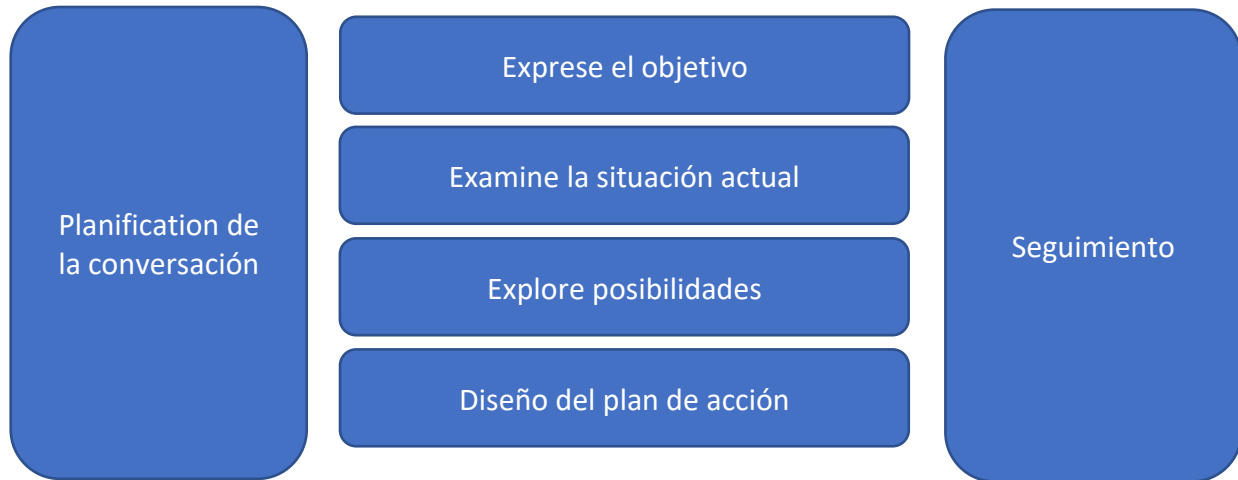 Planification de
la conversación
Exprese el objetivo
Examine la situación actual
Explore posibilidades
Diseño del plan de acción
Seguimiento